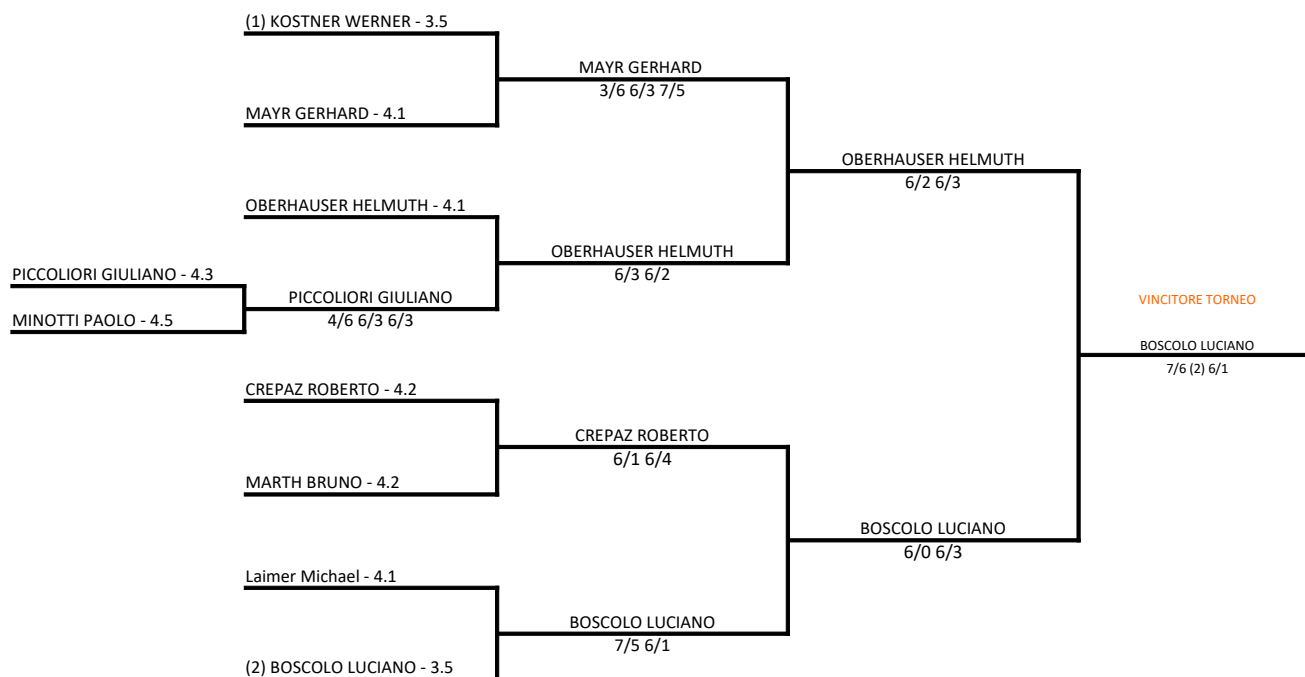 (1) KOSTNER WERNER - 3.5
MAYR GERHARD
3/6 6/3 7/5
MAYR GERHARD - 4.1
OBERHAUSER HELMUTH
6/2 6/3
OBERHAUSER HELMUTH - 4.1
OBERHAUSER HELMUTH
6/3 6/2
PICCOLIORI GIULIANO - 4.3
PICCOLIORI GIULIANO
4/6 6/3 6/3
MINOTTI PAOLO - 4.5
VINCITORE TORNEO
BOSCOLO LUCIANO
7/6 (2) 6/1
CREPAZ ROBERTO - 4.2
CREPAZ ROBERTO
6/1 6/4
MARTH BRUNO - 4.2
BOSCOLO LUCIANO
6/0 6/3
Laimer Michael - 4.1
BOSCOLO LUCIANO
7/5 6/1
(2) BOSCOLO LUCIANO - 3.5